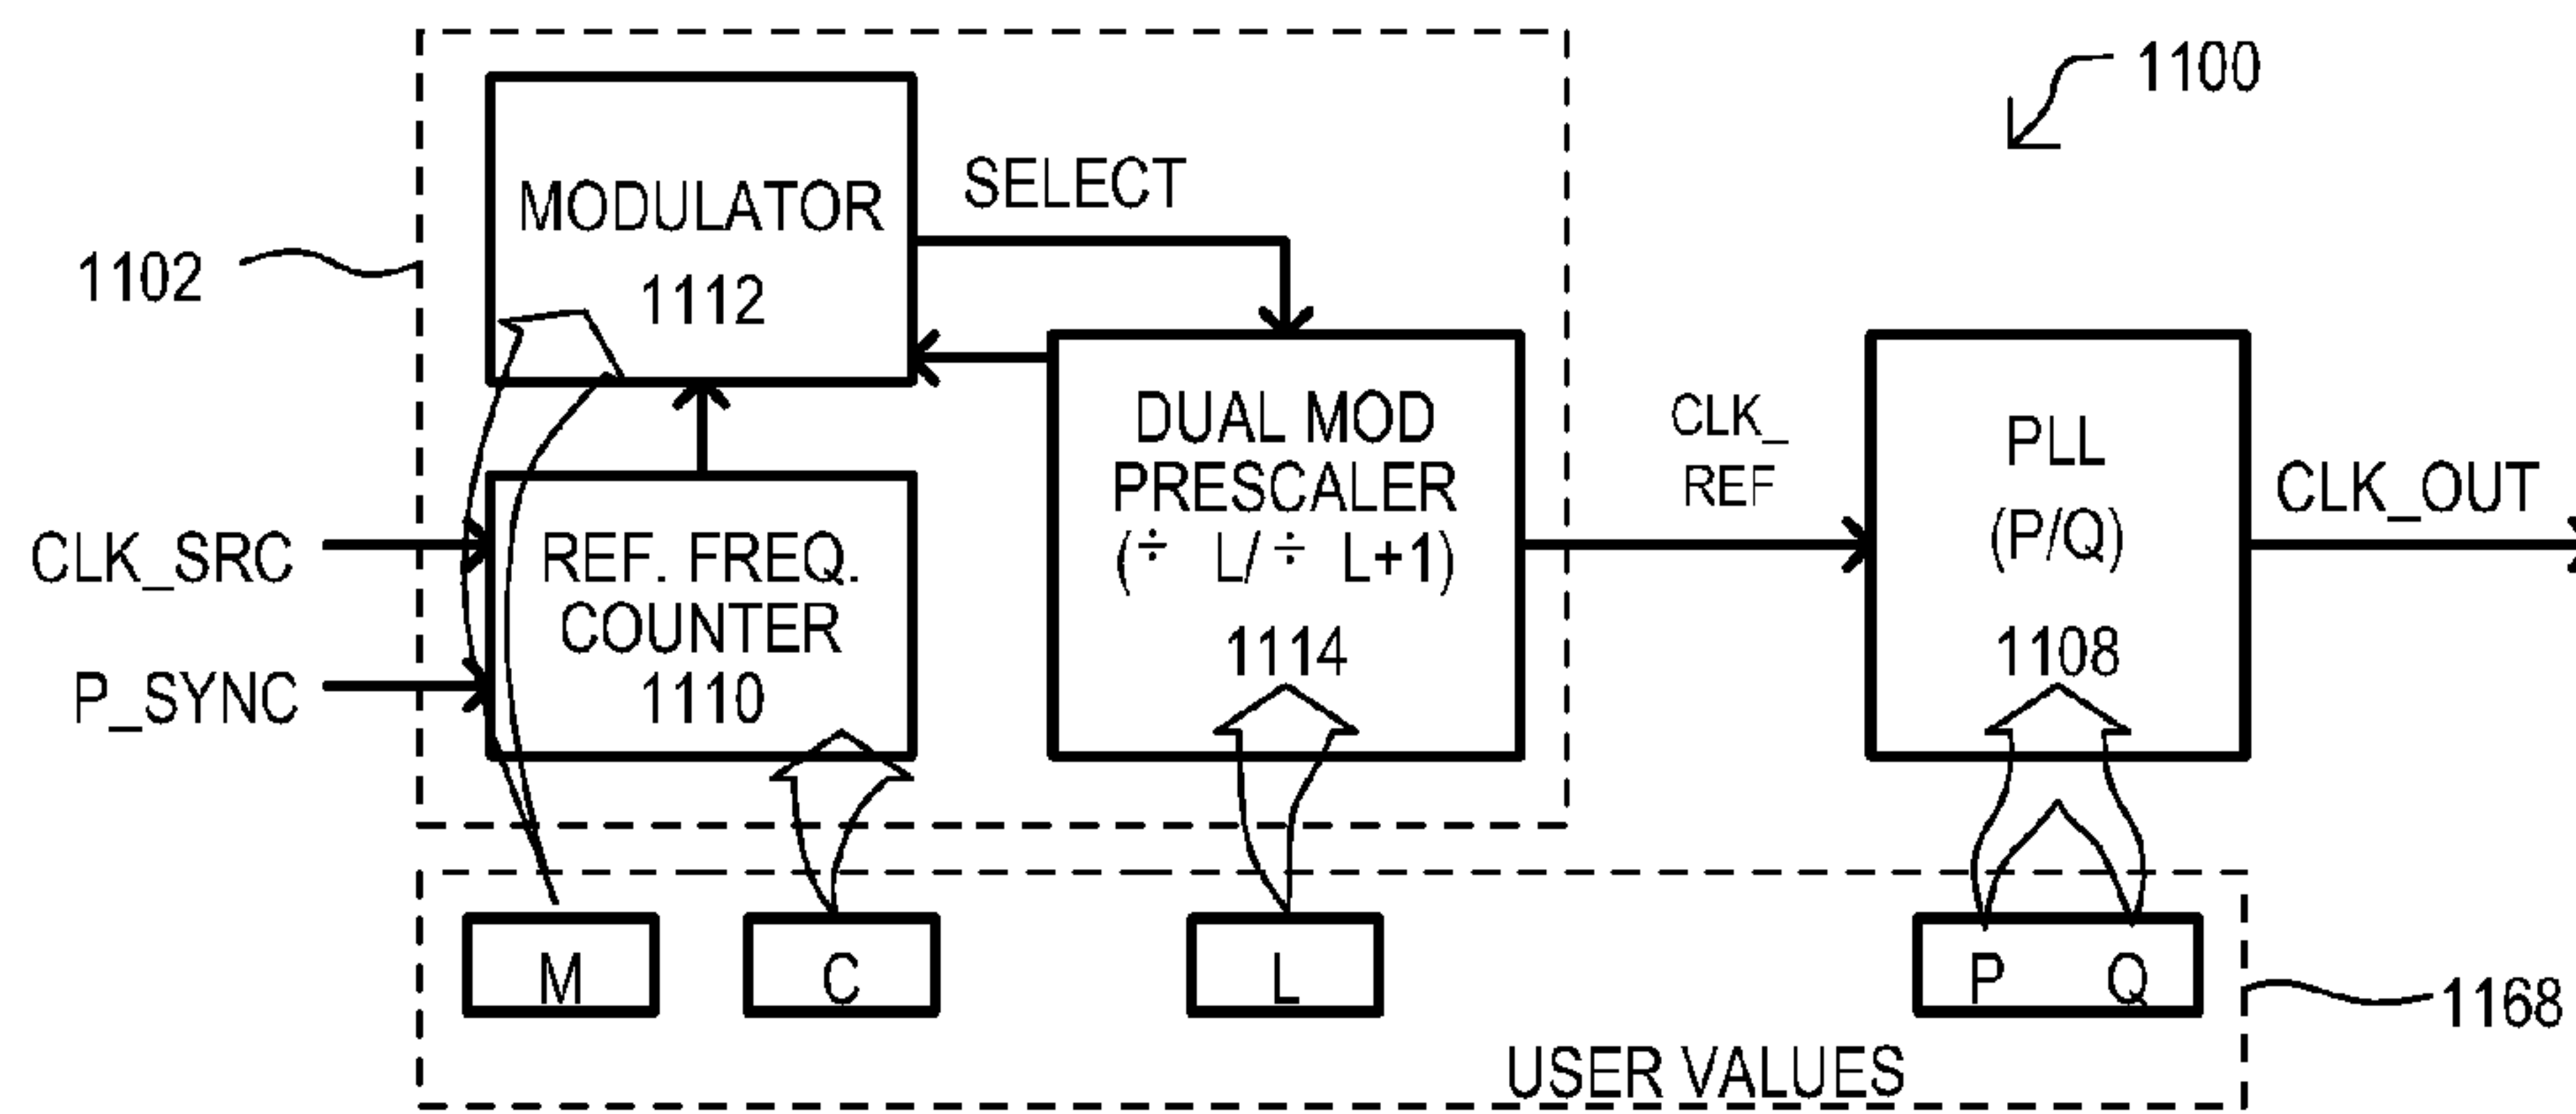 1100
MODULATOR
1112
SELECT
1102
DUAL MOD
PRESCALER
(÷ L/÷ L+1)
1114
CLK_
REF
PLL
(P/Q)
1108
CLK_OUT
CLK_SRC
P_SYNC
REF. FREQ.
COUNTER
1110
M
C
L
P Q
1168
USER VALUES